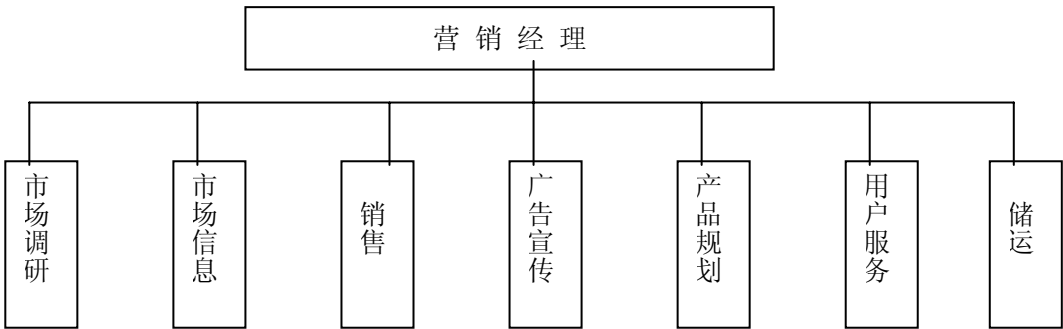 营销经理
市场调研
市场信息
销售
广告宣传
产品规划
用户服务
储运